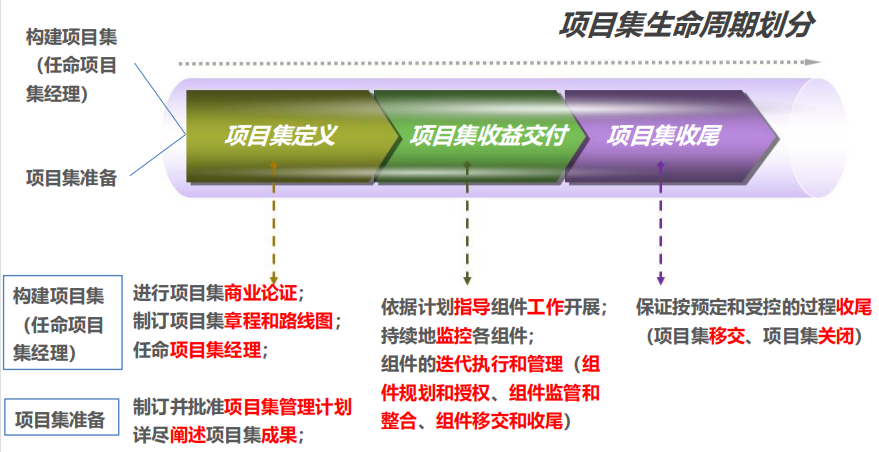 项目集生命周期划分
构建项目集
（任命项目
集经理）
项目集准备
项目集定义
项目集收益交付
项目集收尾
构建项目集
（任命项目
集经理）
进行项目集商业论证；
制订项目集章程和路线图；
任命项目集经理；
项目集准备
制订并批准项目集管理计划
详尽阐述项目集成果；
依据计划指导组件工作开展；
持续地监控各组件；
组件的迭代执行和管理（组
件规划和授权、组件监管和
整合、组件移交和收尾）
保证按预定和受控的过程收尾
（项目集移交、项目集关闭）